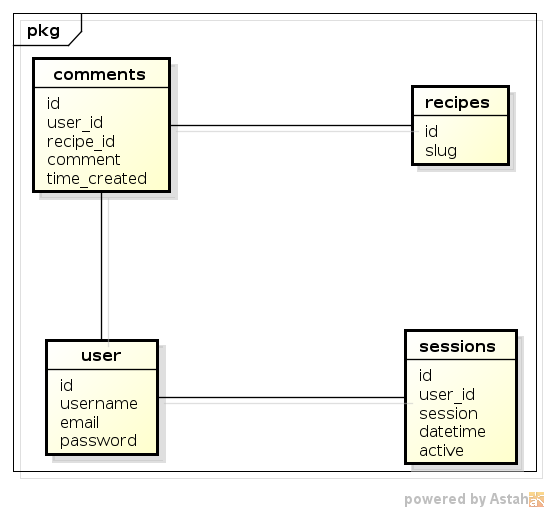 pkg
comments
id
user_id
recipe_id
comment
time_created
recipes
id
slug
user
id
username
email
password
sessions
id
user_id
session
datetime
active
powered by Astah